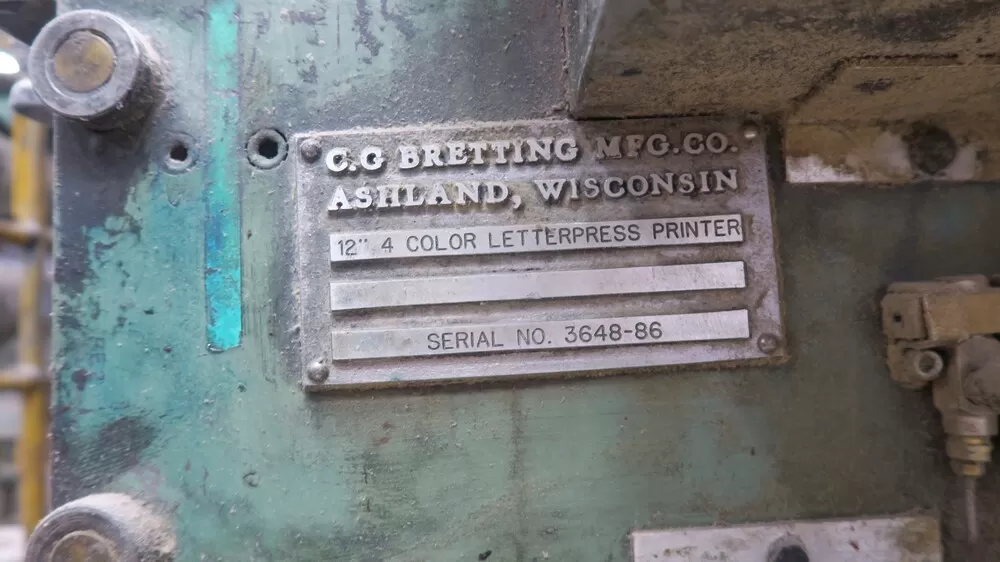 C.G BRETTING MFG.CO.
ASHLAND, WISCONSIN
12" 4 COLOR LETTERPRESS PRINTER
SERIAL NO. 3648-86